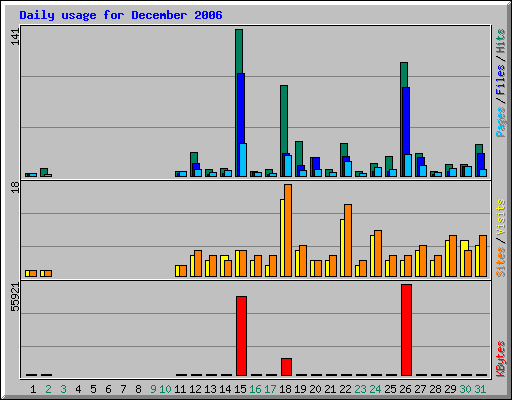 Daily usage for December 2006
141
Pages / Files / Hits
18
Sites / Visits
55921
KBytes
1 2 3 4 5 6 7 8 9 10 11 12 13 14 15 16 17 18 19 20 21 22 23 24 25 26 27 28 29 30 31